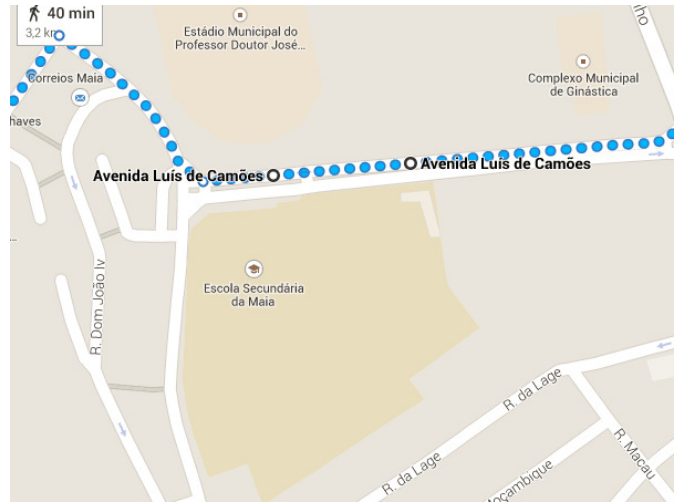 40 min
3,2 km
Estádio Municipal do
Professor Doutor José...
Complexo Municipal
de Ginástica
Correios Maia
haves
Avenida Luís de Camões
Avenida Luís de Camões
Escola Secundária
da Maia
R. Dom João Iv
R. da Lage
R. da Lage
R. Macau
oçambique
nho
...